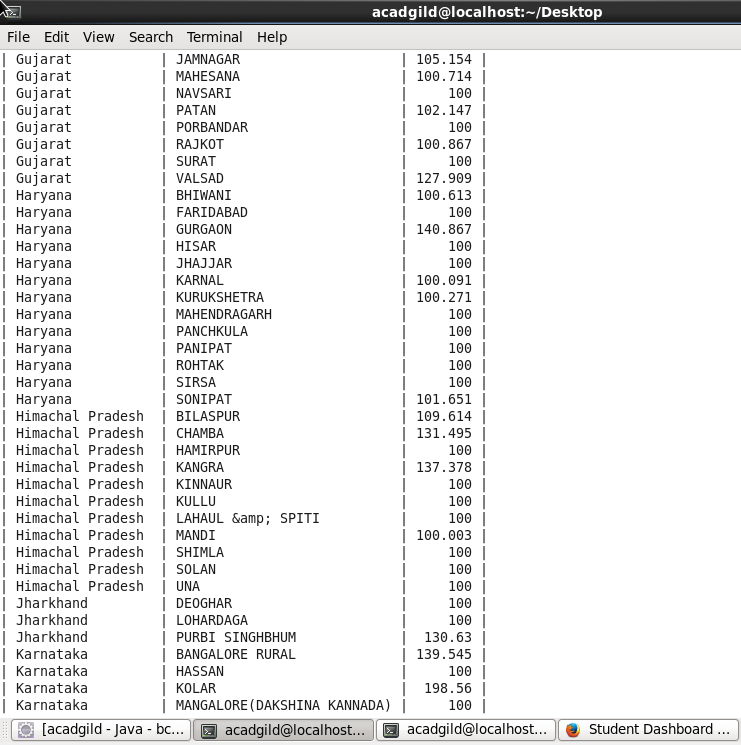 acadgild@localhost:~/Desktop
File Edit View Search Terminal Help
| Gujarat | JAMNAGAR | 105.154 |
| Gujarat | MAHESANA | 100.714 |
| Gujarat | NAVSARI | 100 |
| Gujarat | PATAN | 102.147 |
| Gujarat | PORBANDAR | 100 |
| Gujarat | RAJKOT | 100.867 |
| Gujarat | SURAT | 100 |
| Gujarat | VALSAD | 127.909 |
| Haryana | BHIWANI | 100.613 |
| Haryana | FARIDABAD | 100 |
| Haryana | GURGAON | 140.867 |
| Haryana | HISAR | 100 |
| Haryana | JHAJJAR | 100 |
| Haryana | KARNAL | 100.091 |
| Haryana | KURUKSHETRA | 100.271 |
| Haryana | MAHENDRAGARH | 100 |
| Haryana | PANCHKULA | 100 |
| Haryana | PANIPAT | 100 |
| Haryana | ROHTAK | 100 |
| Haryana | SIRSA | 100 |
| Haryana | SONIPAT | 101.651 |
| Himachal Pradesh | BILASPUR | 109.614 |
| Himachal Pradesh | CHAMBA | 131.495 |
| Himachal Pradesh | HAMIRPUR | 100 |
| Himachal Pradesh | KANGRA | 137.378 |
| Himachal Pradesh | KINNAUR | 100 |
| Himachal Pradesh | KULLU | 100 |
| Himachal Pradesh | LAHAUL &amp; SPITI | 100 |
| Himachal Pradesh | MANDI | 100.003 |
| Himachal Pradesh | SHIMLA | 100 |
| Himachal Pradesh | SOLAN | 100 |
| Himachal Pradesh | UNA | 100 |
| Jharkhand | DEOGHAR | 100 |
| Jharkhand | LOHARDAGA | 100 |
| Jharkhand | PURBI SINGHBHUM | 130.63 |
| Karnataka | BANGALORE RURAL | 139.545 |
| Karnataka | HASSAN | 100 |
| Karnataka | KOLAR | 198.56 |
| Karnataka | MANGALORE(DAKSHINA KANNADA) | 100 |
[acadgild - Java - bc... acadgild@localhost... acadgild@localhost... Student Dashboard ...